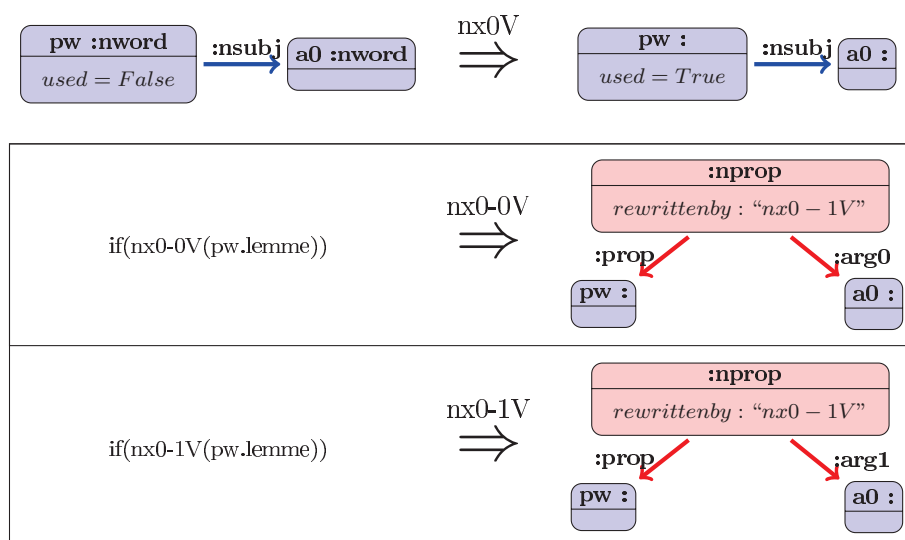 nx0V
pw :nword :nsubj a0 :nword ⇒ pw : :nsubj a0 :
used = False used = True
:nprop
nx0-0V
if(nx0-0V(pw.lemme)) ⇒ rewrittenby : “nx0 − 1V”
:prop :arg0
pw : a0 :
:nprop
nx0-1V
if(nx0-1V(pw.lemme)) ⇒ rewrittenby : “nx0 − 1V”
:prop :arg1
pw : a0 :